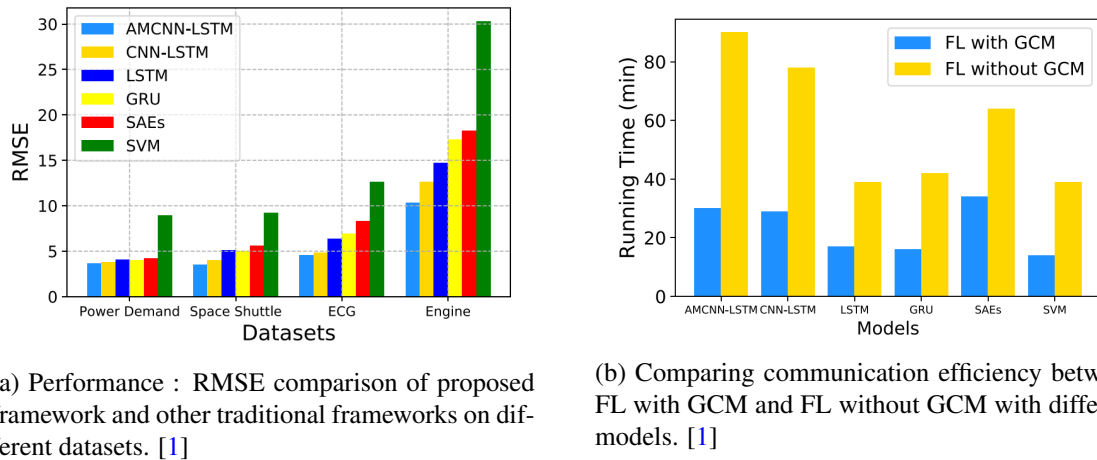 30
25
20
15
10
5
0
RMSE
AMCNN-LSTM
CNN-LSTM
LSTM
GRU
SAEs
SVM
Power Demand Space Shuttle ECG Engine
Datasets
80
60
40
20
0
Running Time (min)
FL with GCM
FL without GCM
AMCNN-LSTM CNN-LSTM LSTM GRU SAEs SVM
Models
a) Performance : RMSE comparison of proposed
ramework and other traditional frameworks on dif-
erent datasets. [1]
(b) Comparing communication efficiency betw
FL with GCM and FL without GCM with differe
models. [1]